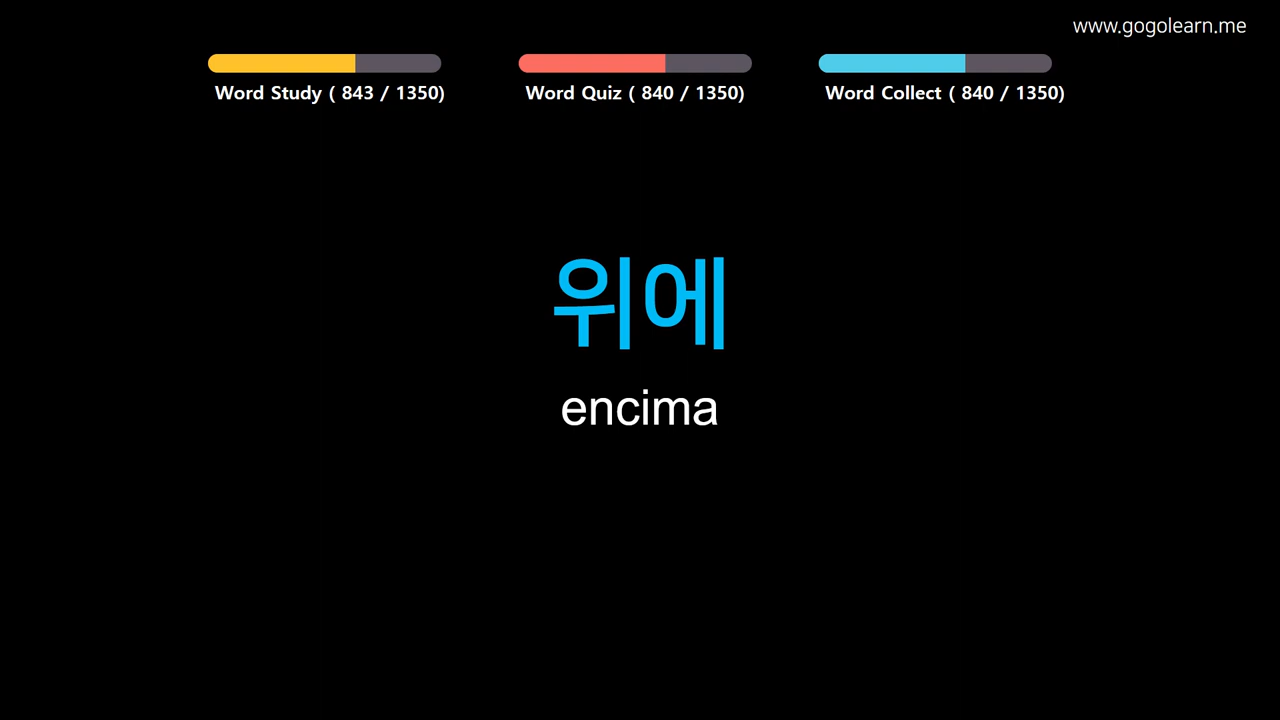 www.gogolearn.me
Word Study ( 843 / 1350)
Word Quiz ( 840 / 1350)
Word Collect ( 840 / 1350)
위에
encima